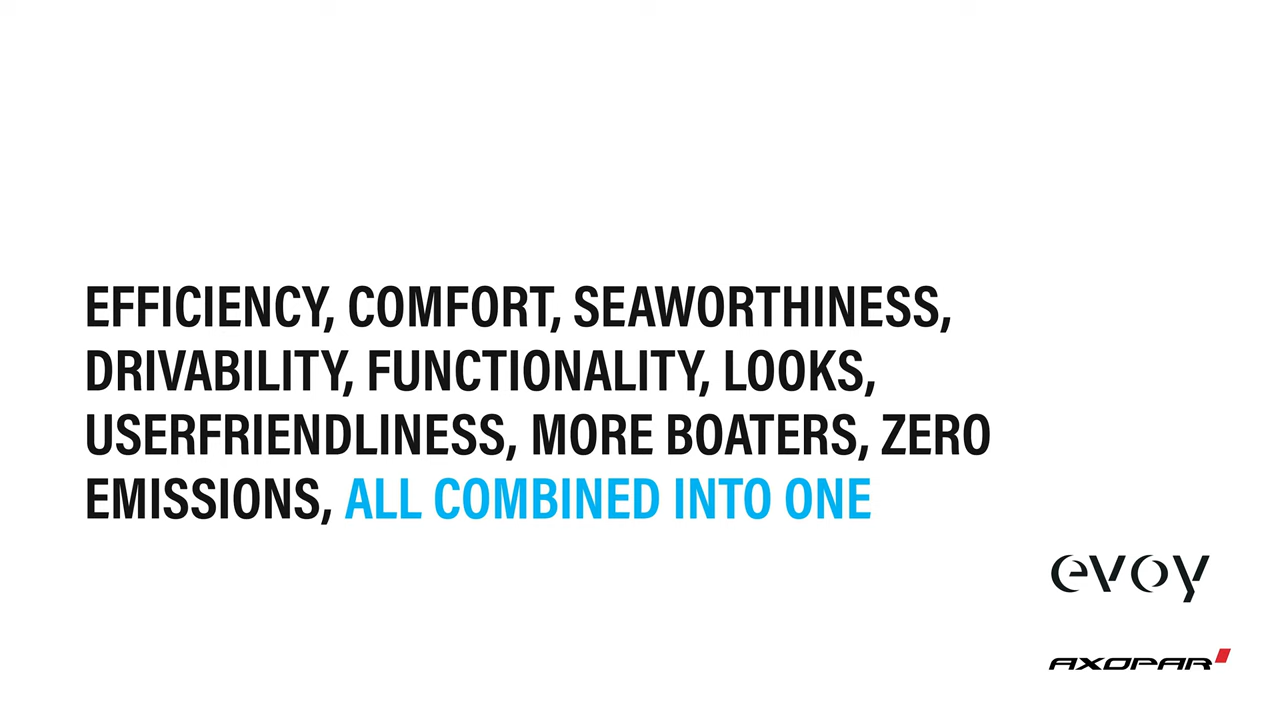 EFFICIENCY, COMFORT, SEAWORTHINESS,
DRIVABILITY, FUNCTIONALITY, LOOKS,
USERFRIENDLINESS, MORE BOATERS, ZERO
EMISSIONS, ALL COMBINED INTO ONE
evoy
AXOPAR